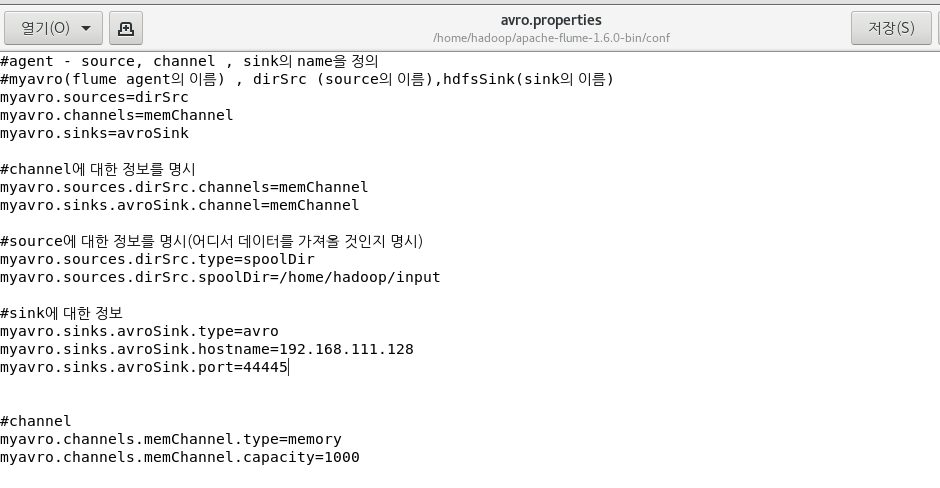 열기(O)
avro.properties
/home/hadoop/apache-flume-1.6.0-bin/conf
저장(S)
#agent - source, channel , sink의 name을 정의
#myavro(flume agent의 이름) , dirSrc (source의 이름),hdfsSink(sink의 이름)
myavro.sources=dirSrc
myavro.channels=memChannel
myavro.sinks=avroSink
#channel에 대한 정보를 명시
myavro.sources.dirSrc.channels=memChannel
myavro.sinks.avroSink.channel=memChannel
#source에 대한 정보를 명시(어디서 데이터를 가져올 것인지 명시)
myavro.sources.dirSrc.type=spoolDir
myavro.sources.dirSrc.spoolDir=/home/hadoop/input
#sink에 대한 정보
myavro.sinks.avroSink.type=avro
myavro.sinks.avroSink.hostname=192.168.111.128
myavro.sinks.avroSink.port=44445
#channel
myavro.channels.memChannel.type=memory
myavro.channels.memChannel.capacity=1000